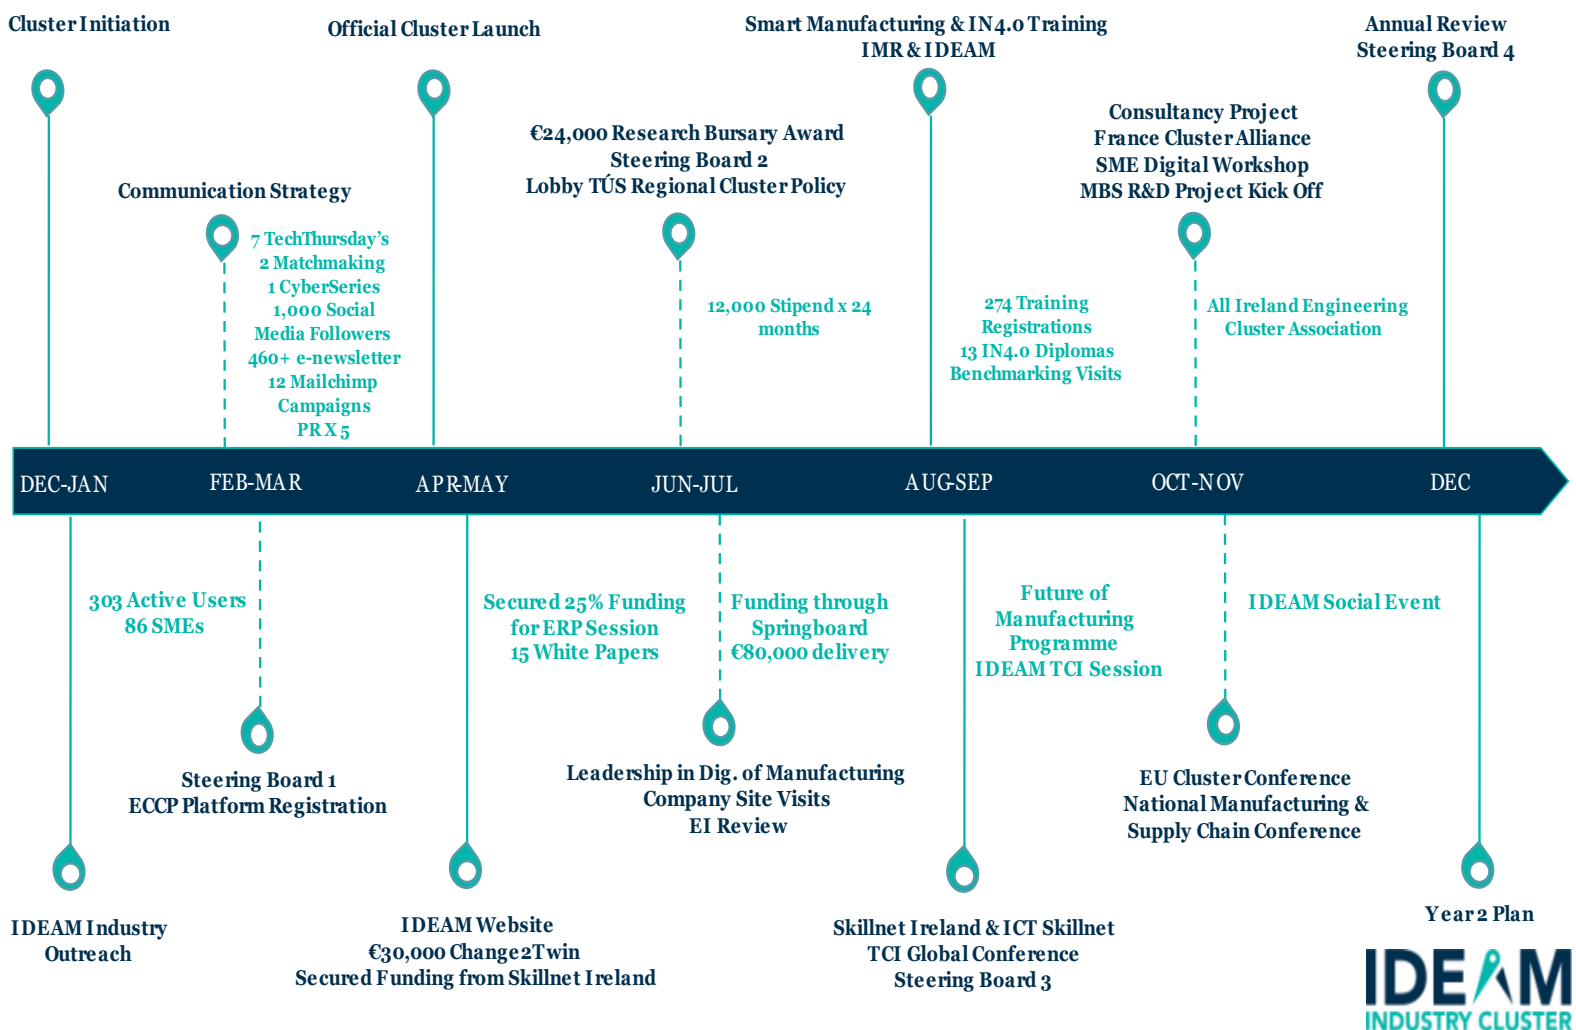 Cluster Initiation
Official Cluster Launch
Smart Manufacturing & IN4.0 Training
IMR & IDEAM
Annual Review
Steering Board 4
Consultancy Project
France Cluster Alliance
SME Digital Workshop
MBS R&D Project Kick Off
€24,000 Research Bursary Award
Steering Board 2
Lobby TÚS Regional Cluster Policy
Communication Strategy
7 TechThursday's
2 Matchmaking
1 CyberSeries
1,000 Social
Media Followers
460+ e-newsletter
12 Mailchimp
Campaigns
PR X 5
12,000 Stipend x 24
months
274 Training
Registrations
13 IN4.0 Diplomas
Benchmarking Visits
All Ireland Engineering
Cluster Association
DEC-JAN
FEB-MAR
APR-MAY
JUN-JUL
AUG-SEP
OCT-NOV
DEC
303 Active Users
86 SMEs
Secured 25% Funding
for ERP Session
15 White Papers
Funding through
Springboard
€80,000 delivery
Future of
Manufacturing
Programme
IDEAM TCI Session
IDEAM Social Event
Steering Board 1
ECCP Platform Registration
Leadership in Dig. of Manufacturing
Company Site Visits
EI Review
EU Cluster Conference
National Manufacturing &
Supply Chain Conference
IDEAM Industry
Outreach
IDEAM Website
€30,000 Change2Twin
Secured Funding from Skillnet Ireland
Skillnet Ireland & ICT Skillnet
TCI Global Conference
Steering Board 3
Year 2 Plan
IDEAM
INDUSTRY CLUSTER